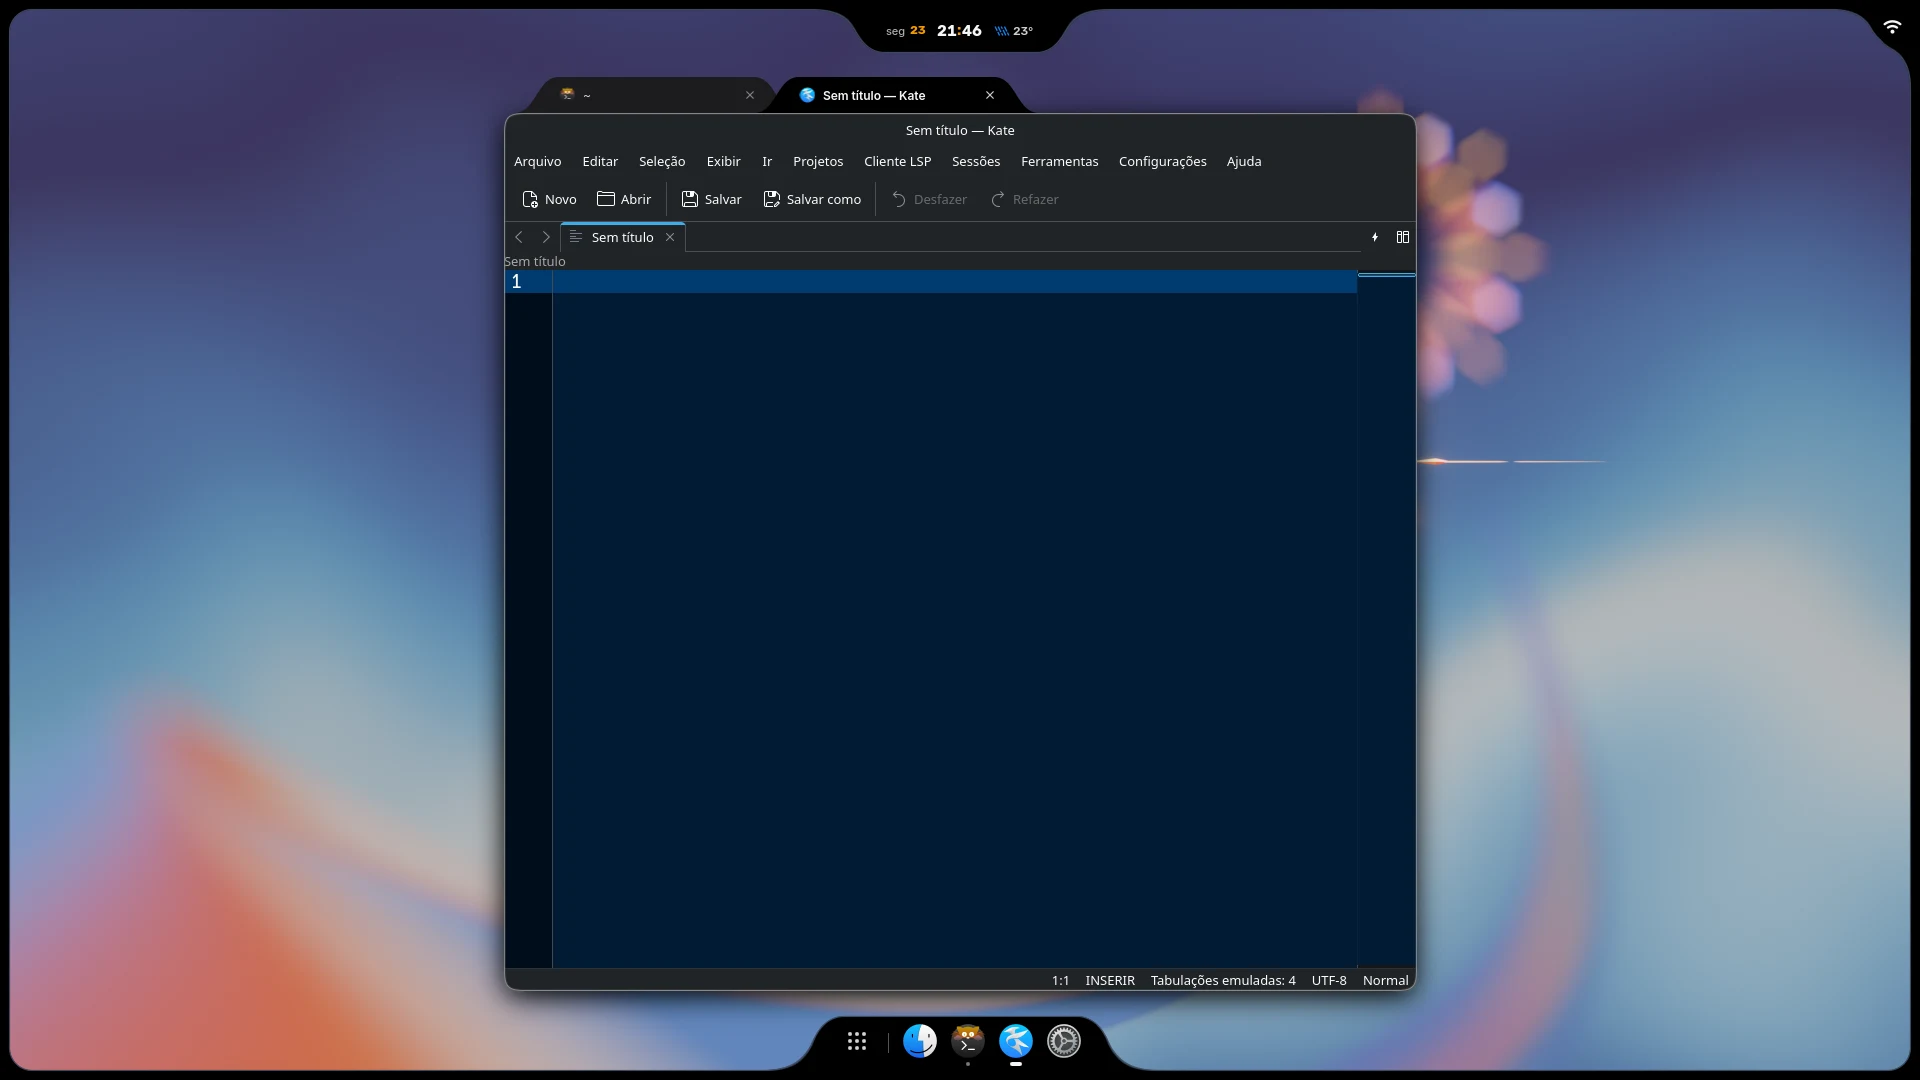 seg 23 21:46 23°
~
Sem título — Kate
Sem título — Kate
Arquivo Editar Seleção Exibir Ir Projetos Cliente LSP Sessões Ferramentas Configurações Ajuda
Novo Abrir Salvar Salvar como Desfazer Refazer
Sem título
Sem título
1
1:1 INSERIR Tabulações emuladas: 4 UTF-8 Normal